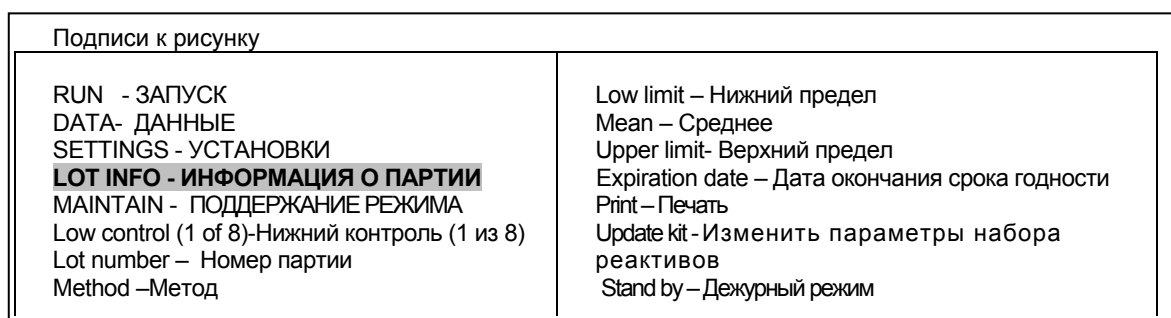 Подписи к рисунку
RUN - ЗАПУСК
DATA- ДАННЫЕ
SETTINGS - УСТАНОВКИ
LOT INFO - ИНФОРМАЦИЯ О ПАРТИИ
MAINTAIN - ПОДДЕРЖАНИЕ РЕЖИМА
Low control (1 of 8)-Нижний контроль (1 из 8)
Lot number – Номер партии
Method –Метод
Low limit – Нижний предел
Mean – Среднее
Upper limit- Верхний предел
Expiration date – Дата окончания срока годности
Print – Печать
Update kit - Изменить параметры набора
реактивов
Stand by – Дежурный режим